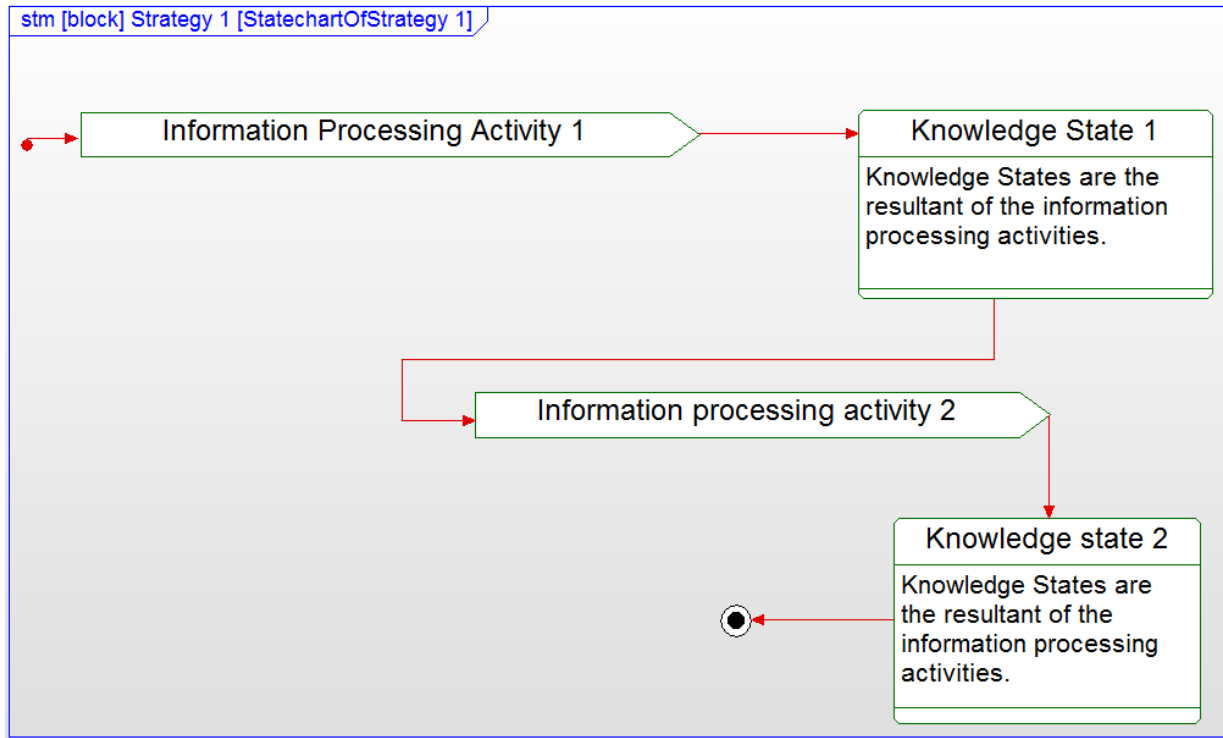 stm [block] Strategy 1 [StatechartOfStrategy 1]
Information Processing Activity 1
Knowledge State 1
Knowledge States are the
resultant of the information
processing activities.
Information processing activity 2
Knowledge state 2
Knowledge States are
the resultant of the
information processing
activities.